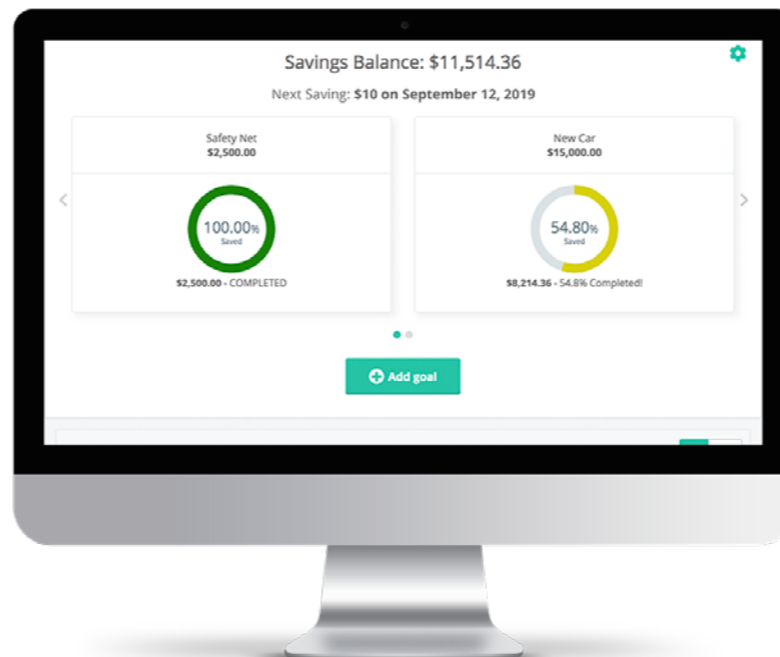 Savings Balance: $11,514.36
Next Saving: $10 on September 12, 2019
Safety Net
$2,500.00
100.00%
Saved
$2,500.00 - COMPLETED
New Car
$15,000.00
54.80%
Saved
$8,214.36 - 54.8% Completed!
Add goal